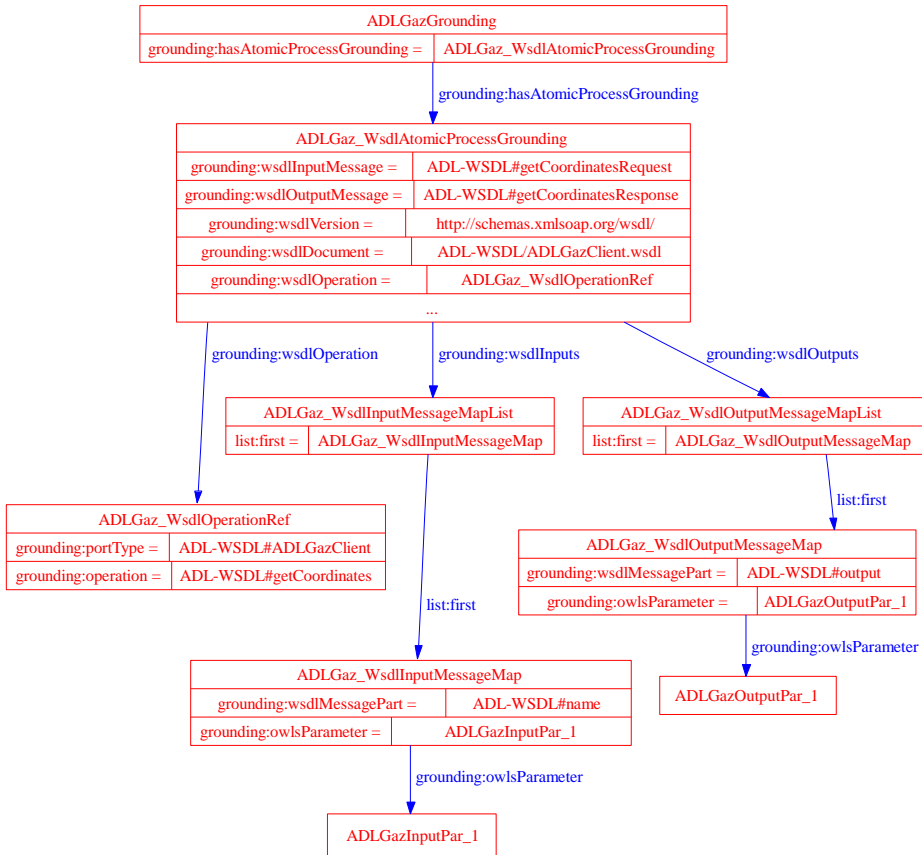 ADLGazGrounding
grounding:hasAtomicProcessGrounding = ADLGaz_WsdlAtomicProcessGrounding
grounding:hasAtomicProcessGrounding
ADLGaz_WsdlAtomicProcessGrounding
grounding:wsdlInputMessage = ADL-WSDL#getCoordinatesRequest
grounding:wsdlOutputMessage = ADL-WSDL#getCoordinatesResponse
grounding:wsdlVersion = http://schemas.xmlsoap.org/wsdl/
grounding:wsdlDocument = ADL-WSDL/ADLGazClient.wsdl
grounding:wsdlOperation = ADLGaz_WsdlOperationRef
...
grounding:wsdlOperation
grounding:wsdlInputs
grounding:wsdlOutputs
ADLGaz_WsdlInputMessageMapList
list:first = ADLGaz_WsdlInputMessageMap
ADLGaz_WsdlOutputMessageMapList
list:first = ADLGaz_WsdlOutputMessageMap
list:first
ADLGaz_WsdlOperationRef
grounding:portType = ADL-WSDL#ADLGazClient
grounding:operation = ADL-WSDL#getCoordinates
ADLGaz_WsdlOutputMessageMap
grounding:wsdlMessagePart = ADL-WSDL#output
grounding:owlsParameter = ADLGazOutputPar_1
list:first
grounding:owlsParameter
ADLGaz_WsdlInputMessageMap
grounding:wsdlMessagePart = ADL-WSDL#name
grounding:owlsParameter = ADLGazInputPar_1
ADLGazOutputPar_1
grounding:owlsParameter
ADLGazInputPar_1